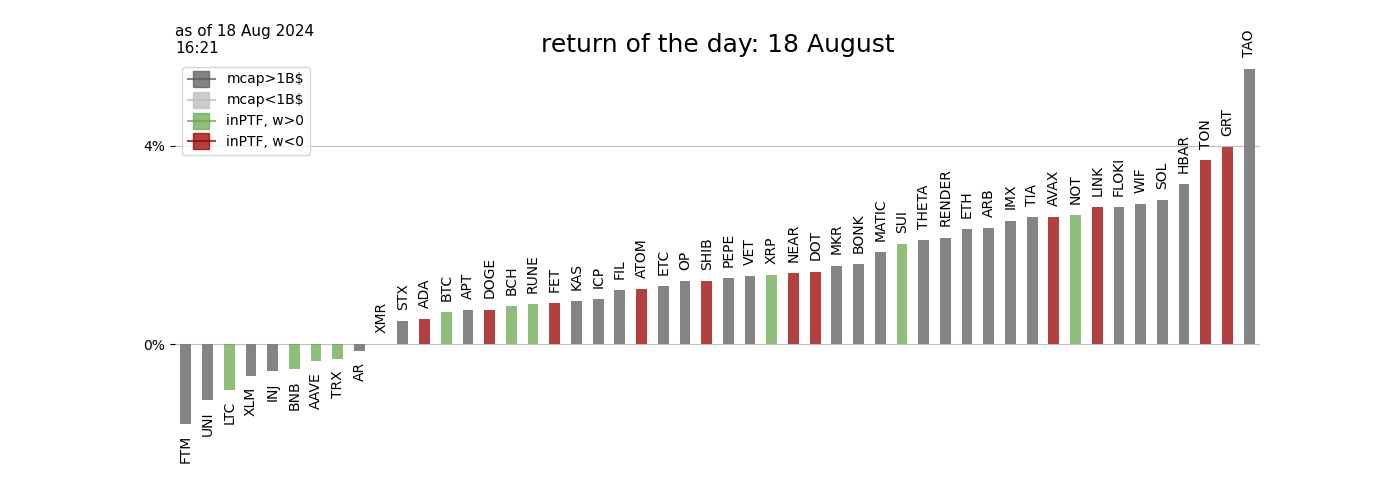 as of 18 Aug 2024
16:21
return of the day: 18 August
mcap>1B$
mcap<1B$
inPTF, w>0
inPTF, w<0
4%
0%
FTM
UNI
LTC
XLM
INJ
BNB
AAVE
TRX
AR
XMR
STX
ADA
BTC
APT
DOGE
BCH
RUNE
FET
KAS
ICP
FIL
ATOM
ETC
OP
SHIB
PEPE
VET
XRP
NEAR
DOT
MKR
BONK
MATIC
SUI
THETA
RENDER
ETH
ARB
IMX
TIA
AVAX
NOT
LINK
FLOKI
WIF
SOL
HBAR
TON
GRT
TAO